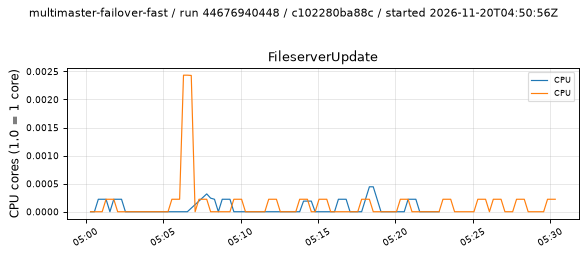 multimaster-failover-fast / run 44676940448 / c102280ba88c / started 2026-11-20T04:50:56Z
FileserverUpdate
CPU cores (1.0 = 1 core)
0.0025
0.0020
0.0015
0.0010
0.0005
0.0000
CPU
CPU
05:00
05:05
05:10
05:15
05:20
05:25
05:30